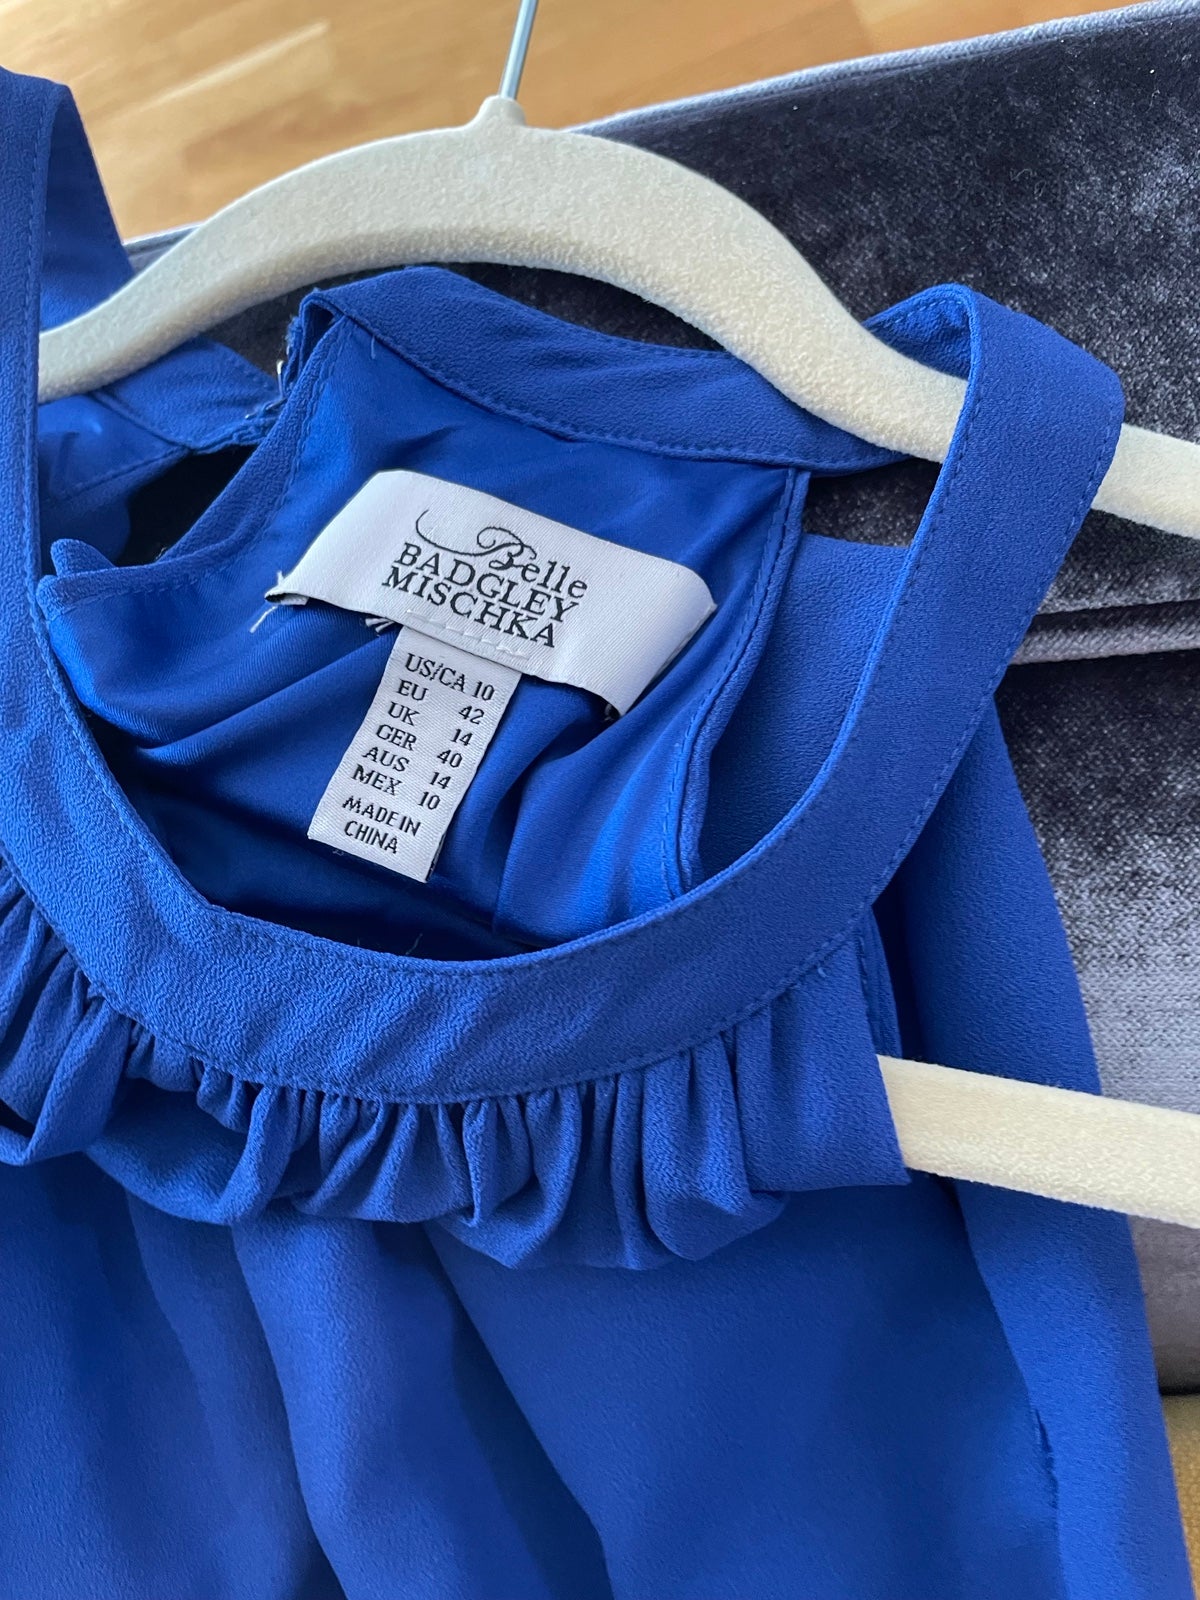 Belle
BADGLEY
MISCHKA
US/CA 10
EU 42
UK 14
GER 40
AUS 14
MEX 10
MADE IN
CHINA